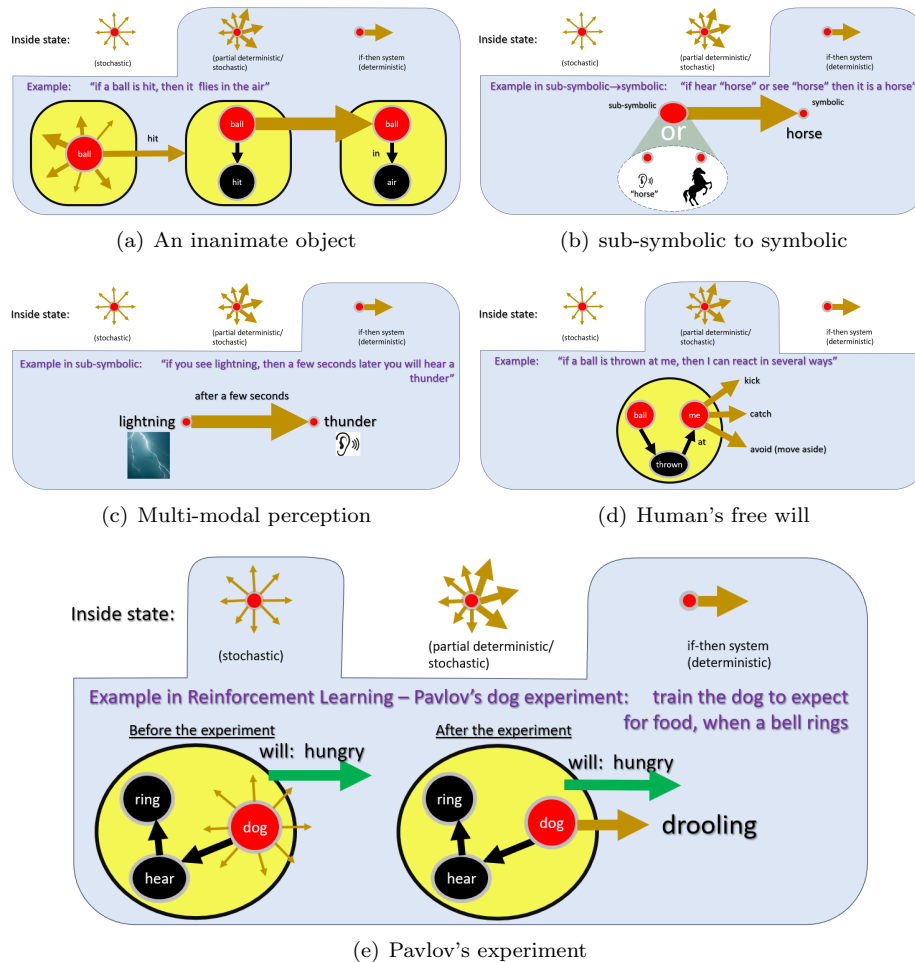 Inside state:
(stochastic)
(partial deterministic/
stochastic)
if-then system
(deterministic)
Example: "if a ball is hit, then it flies in the air"
ball
hit
ball
hit
ball
in
air
(a) An inanimate object
Inside state:
(stochastic)
(partial deterministic/
stochastic)
if-then system
(deterministic)
Example in sub-symbolic→symbolic: "if hear "horse" or see "horse" then it is a horse"
sub-symbolic
symbolic
or
horse
"horse"
(b) sub-symbolic to symbolic
Inside state:
(stochastic)
(partial deterministic/
stochastic)
if-then system
(deterministic)
Example in sub-symbolic: "if you see lightning, then a few seconds later you will hear a
thunder"
after a few seconds
lightning
thunder
(c) Multi-modal perception
Inside state:
(stochastic)
(partial deterministic/
stochastic)
if-then system
(deterministic)
Example: "if a ball is thrown at me, then I can react in several ways"
kick
ball
me
catch
at
avoid (move aside)
thrown
(d) Human's free will
Inside state:
(stochastic)
(partial deterministic/
stochastic)
if-then system
(deterministic)
Example in Reinforcement Learning – Pavlov's dog experiment: train the dog to expect
for food, when a bell rings
Before the experiment
will: hungry
ring
dog
hear
After the experiment
will: hungry
ring
dog
drooling
hear
(e) Pavlov's experiment